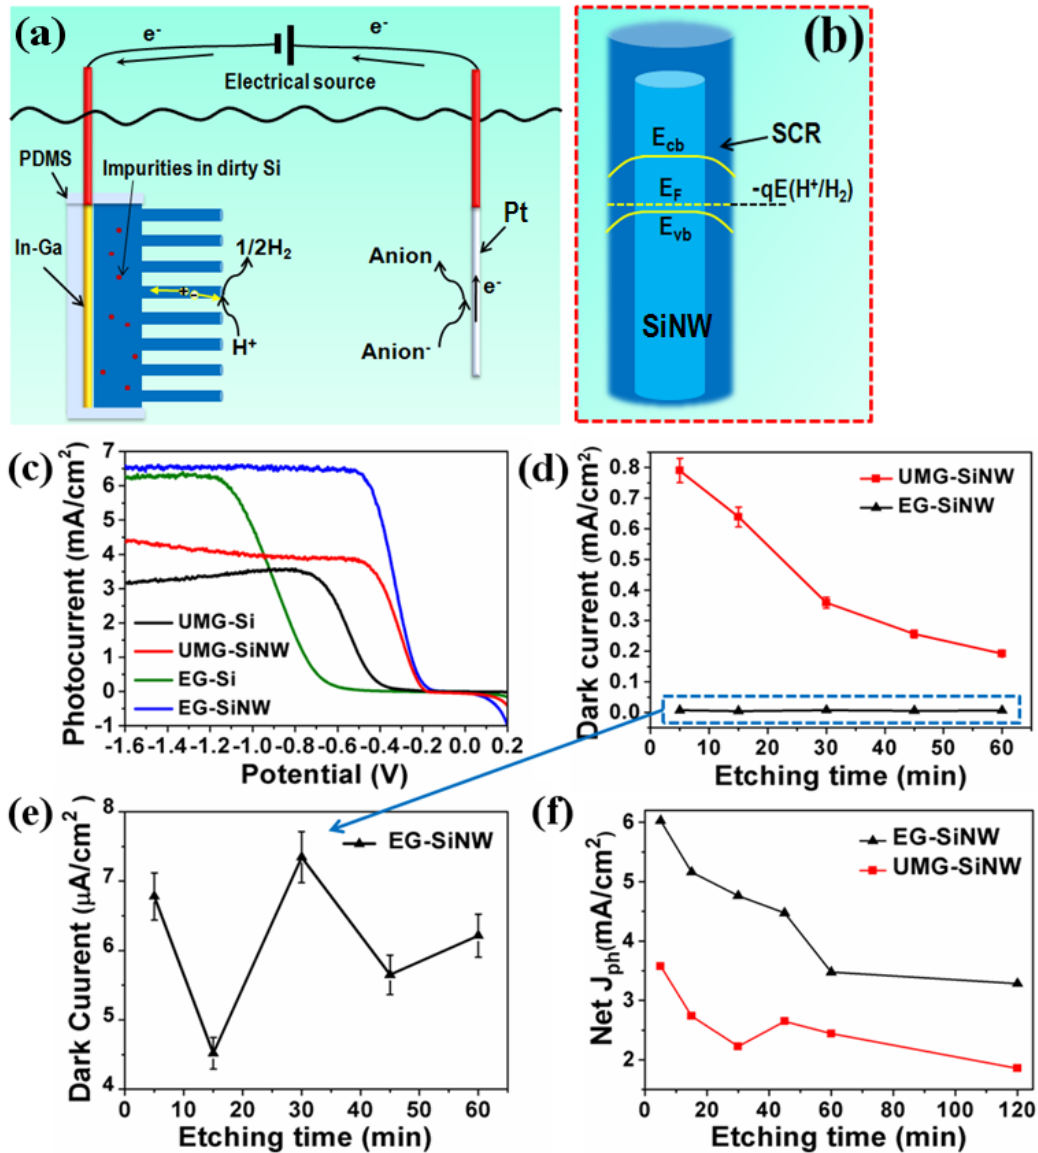 (a)
e-
e-
Electrical source
PDMS
Impurities in dirty Si
In-Ga
1/2H2
H+
Pt
Anion
e-
Anion-
(b)
Ecb
SCR
EF
-qE(H+/H2)
Evb
SiNW
(c)
Photocurrent (mA/cm2)
7
6
5
4
3
2
1
0
-1
UMG-Si
UMG-SiNW
EG-Si
EG-SiNW
-1.6 -1.4 -1.2 -1.0 -0.8 -0.6 -0.4 -0.2 0.0 0.2
Potential (V)
(d)
Dark current (mA/cm2)
0.8
0.7
0.6
0.5
0.4
0.3
0.2
0.1
0.0
UMG-SiNW
EG-SiNW
0 10 20 30 40 50 60
Etching time (min)
(e)
Dark Cuurent (μA/cm2)
8
7
6
5
4
EG-SiNW
0 10 20 30 40 50 60
Etching time (min)
(f)
Net Jph(mA/cm2)
6
5
4
3
2
EG-SiNW
UMG-SiNW
0 20 40 60 80 100 120
Etching time (min)